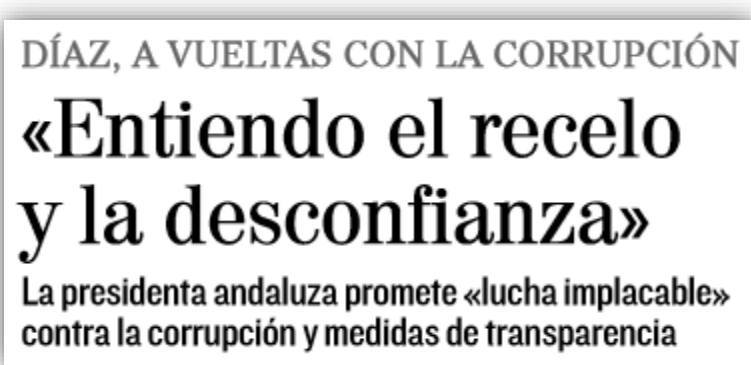 DÍAZ, A VUELTAS CON LA CORRUPCIÓN
«Entiendo el recelo
y la desconfianza»
La presidenta andaluza promete «lucha implacable»
contra la corrupción y medidas de transparencia